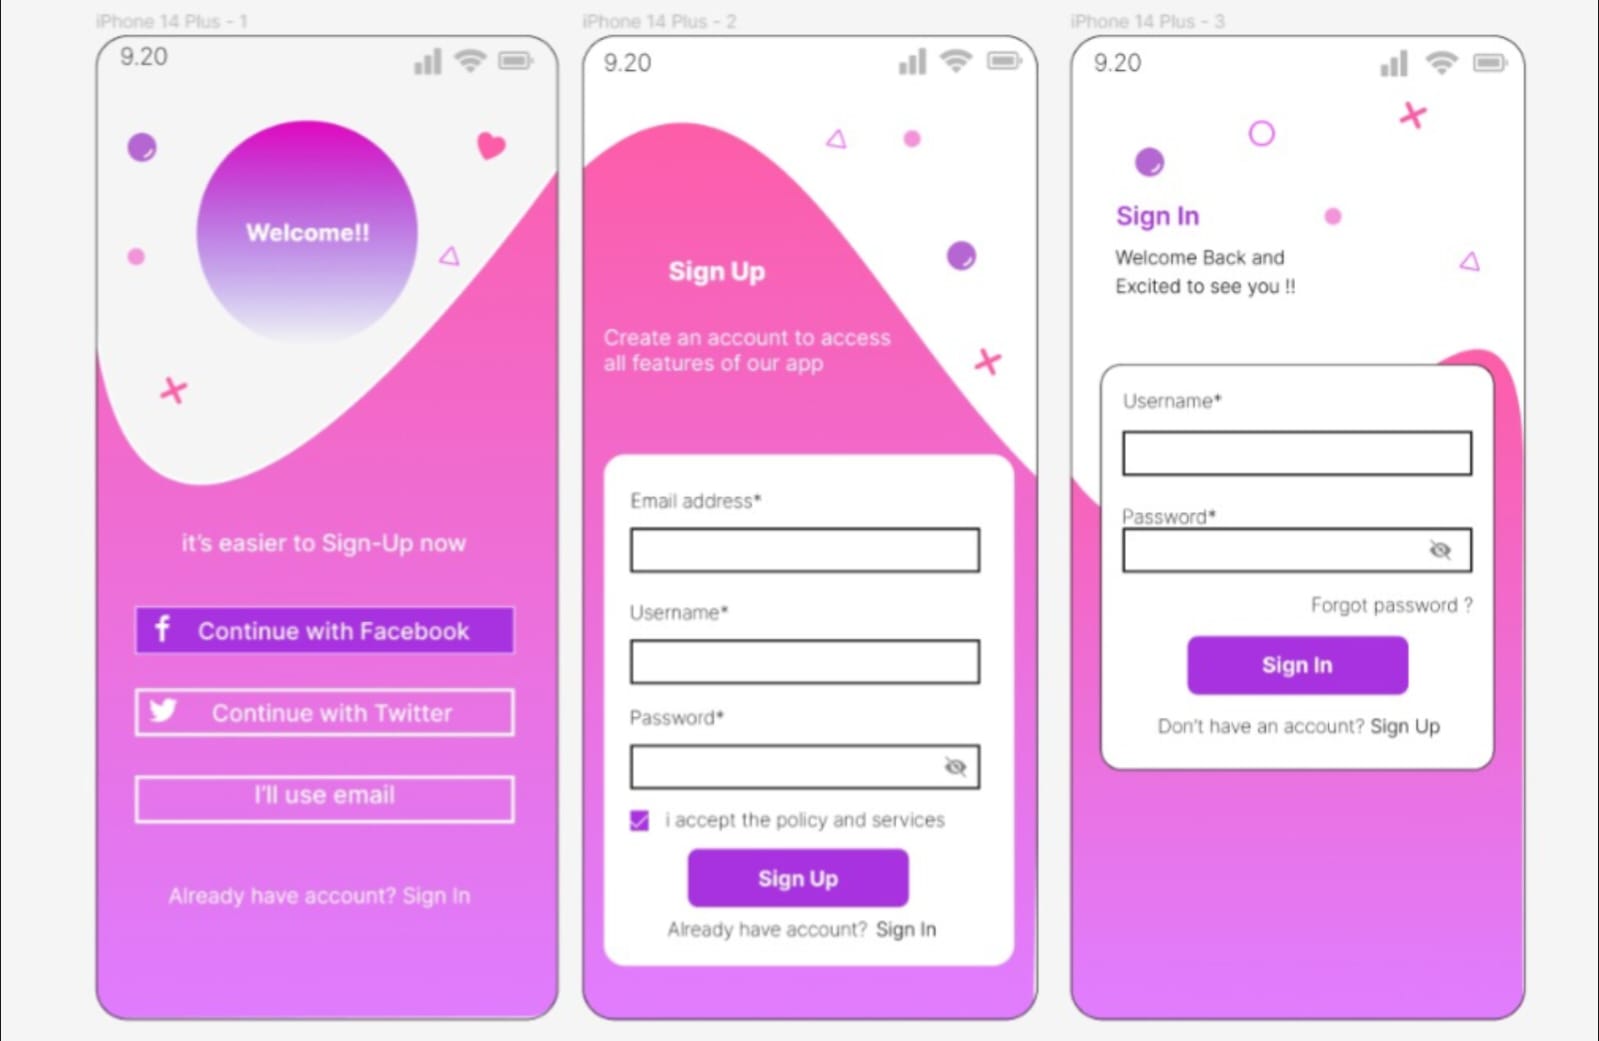 iPhone 14 Plus - 1
9.20
Welcome!!
it's easier to Sign-Up now
f Continue with Facebook
Continue with Twitter
I'll use email
Already have account? Sign In
iPhone 14 Plus - 2
9.20
Sign Up
Create an account to access
all features of our app
Email address*
Username*
Password*
i accept the policy and services
Sign Up
Already have account? Sign In
iPhone 14 Plus - 3
9.20
Sign In
Welcome Back and
Excited to see you !!
Username*
Password*
Forgot password ?
Sign In
Don't have an account? Sign Up